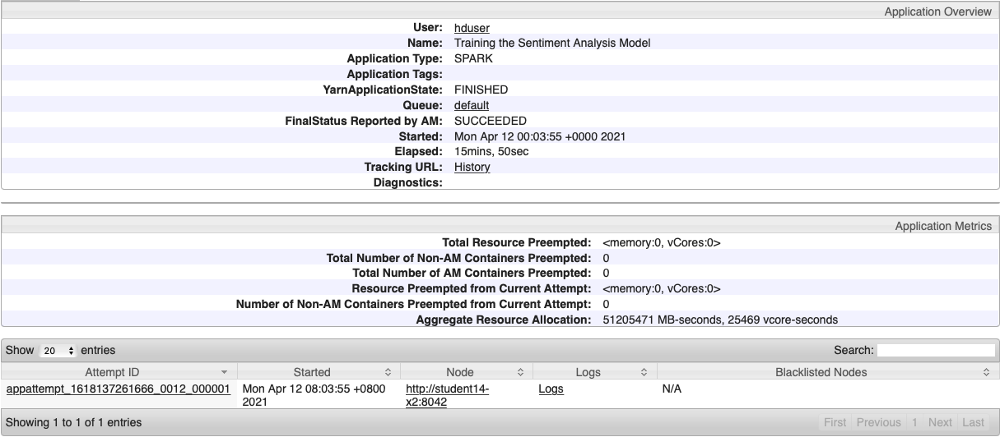 Application Overview
User: hduser
Name: Training the Sentiment Analysis Model
Application Type: SPARK
Application Tags:
YarnApplicationState: FINISHED
Queue: default
FinalStatus Reported by AM: SUCCEEDED
Started: Mon Apr 12 00:03:55 +0000 2021
Elapsed: 15mins, 50sec
Tracking URL: History
Diagnostics:
Application Metrics
Total Resource Preempted: <memory:0, vCores:0>
Total Number of Non-AM Containers Preempted: 0
Total Number of AM Containers Preempted: 0
Resource Preempted from Current Attempt: <memory:0, vCores:0>
Number of Non-AM Containers Preempted from Current Attempt: 0
Aggregate Resource Allocation: 51205471 MB-seconds, 25469 vcore-seconds
Show 20 entries Search:
Attempt ID Started Node Logs Blacklisted Nodes
appattempt_1618137261666_0012_000001 Mon Apr 12 08:03:55 +0800 http://student14- Logs N/A
2021 x2:8042
Showing 1 to 1 of 1 entries First Previous 1 Next Last